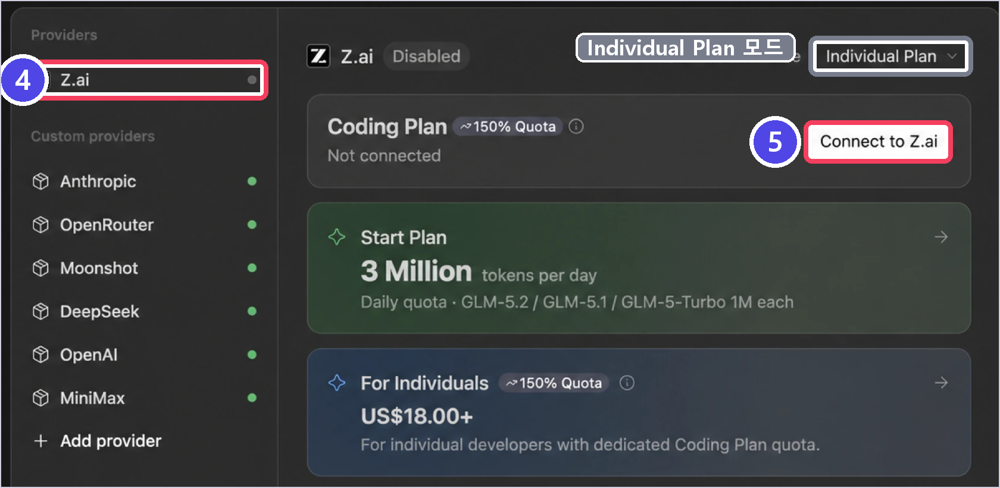 Providers
4
Z.ai
Custom providers
Anthropic
OpenRouter
Moonshot
DeepSeek
OpenAI
MiniMax
+ Add provider
Z Z.ai Disabled
Individual Plan 모드
Individual Plan
Coding Plan 150% Quota
Not connected
5
Connect to Z.ai
Start Plan
3 Million tokens per day
Daily quota · GLM-5.2 / GLM-5.1 / GLM-5-Turbo 1M each
For Individuals 150% Quota
US$18.00+
For individual developers with dedicated Coding Plan quota.